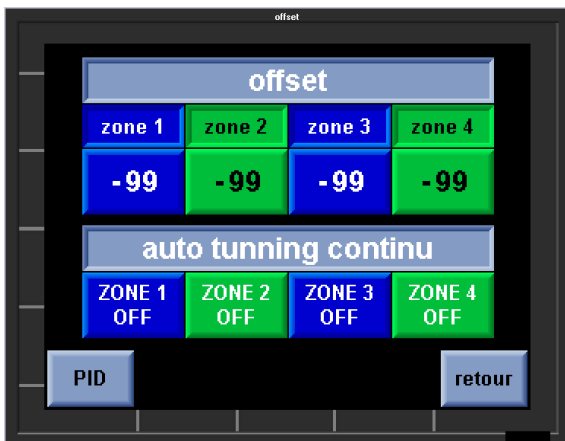 offset
offset
zone 1 zone 2 zone 3 zone 4
-99 -99 -99 -99
auto tunning continu
ZONE 1 ZONE 2 ZONE 3 ZONE 4
OFF OFF OFF OFF
PID retour